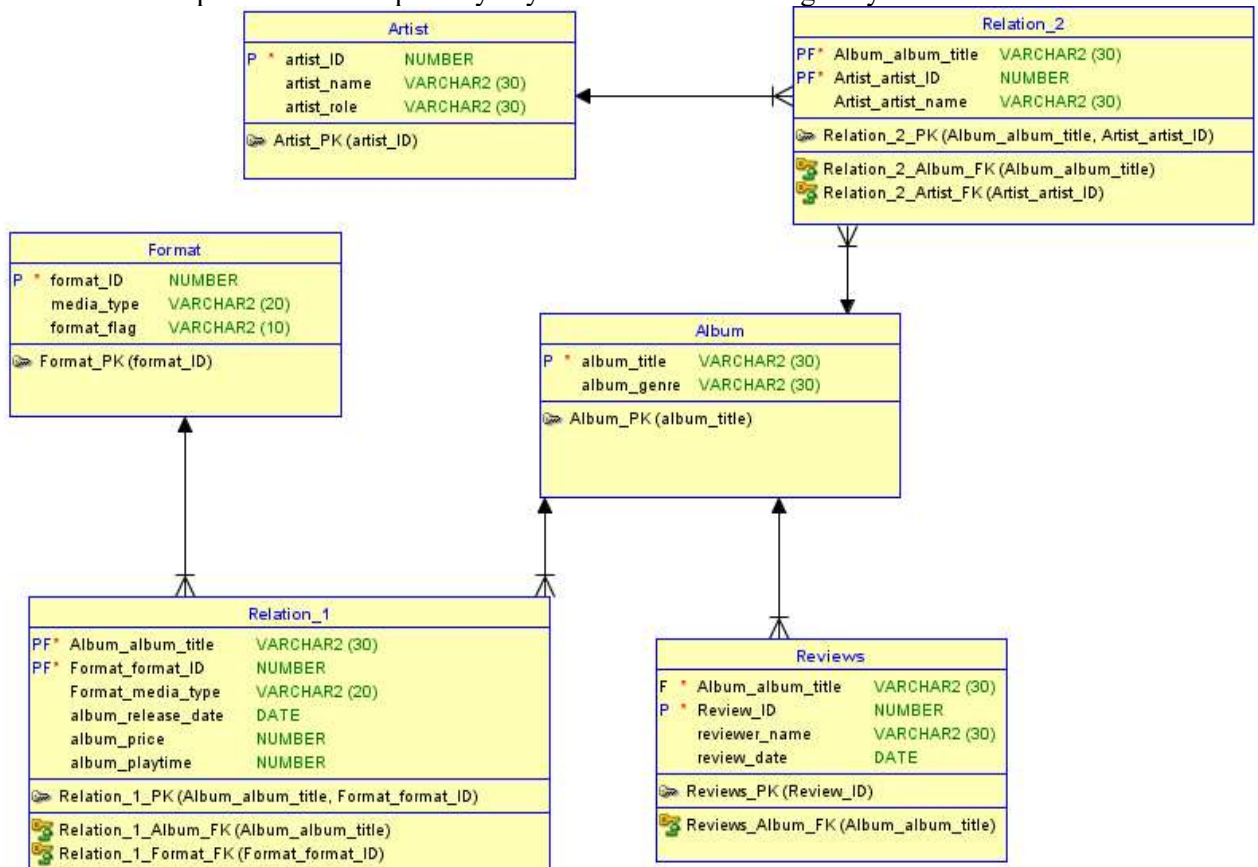 Artist
P * artist_ID NUMBER
artist_name VARCHAR2 (30)
artist_role VARCHAR2 (30)
Artist_PK (artist_ID)
Relation_2
PF* Album_album_title VARCHAR2 (30)
PF* Artist_artist_ID NUMBER
Artist_artist_name VARCHAR2 (30)
Relation_2_PK (Album_album_title, Artist_artist_ID)
Relation_2_Album_FK (Album_album_title)
Relation_2_Artist_FK (Artist_artist_ID)
Format
P * format_ID NUMBER
media_type VARCHAR2 (20)
format_flag VARCHAR2 (10)
Format_PK (format_ID)
Album
P * album_title VARCHAR2 (30)
album_genre VARCHAR2 (30)
Album_PK (album_title)
Relation_1
PF* Album_album_title VARCHAR2 (30)
PF* Format_format_ID NUMBER
Format_media_type VARCHAR2 (20)
album_release_date DATE
album_price NUMBER
album_playtime NUMBER
Relation_1_PK (Album_album_title, Format_format_ID)
Relation_1_Album_FK (Album_album_title)
Relation_1_Format_FK (Format_format_ID)
Reviews
F * Album_album_title VARCHAR2 (30)
P * Review_ID NUMBER
reviewer_name VARCHAR2 (30)
review_date DATE
Reviews_PK (Review_ID)
Reviews_Album_FK (Album_album_title)